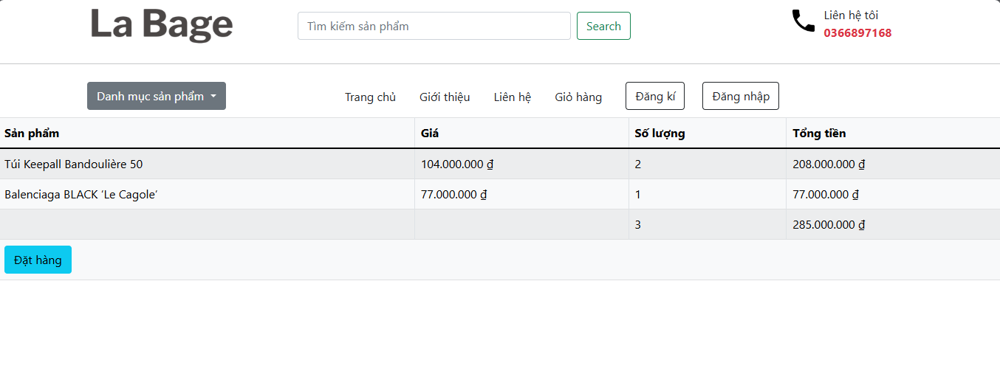 La Bage
Tìm kiếm sản phẩm
Search
Liên hệ tôi
0366897168
Danh mục sản phẩm
Trang chủ Giới thiệu Liên hệ Giỏ hàng Đăng kí Đăng nhập
Sản phẩm Giá Số lượng Tổng tiền
Túi Keepall Bandoulière 50 104.000.000 ₫ 2 208.000.000 ₫
Balenciaga BLACK ‘Le Cagole’ 77.000.000 ₫ 1 77.000.000 ₫
3 285.000.000 ₫
Đặt hàng